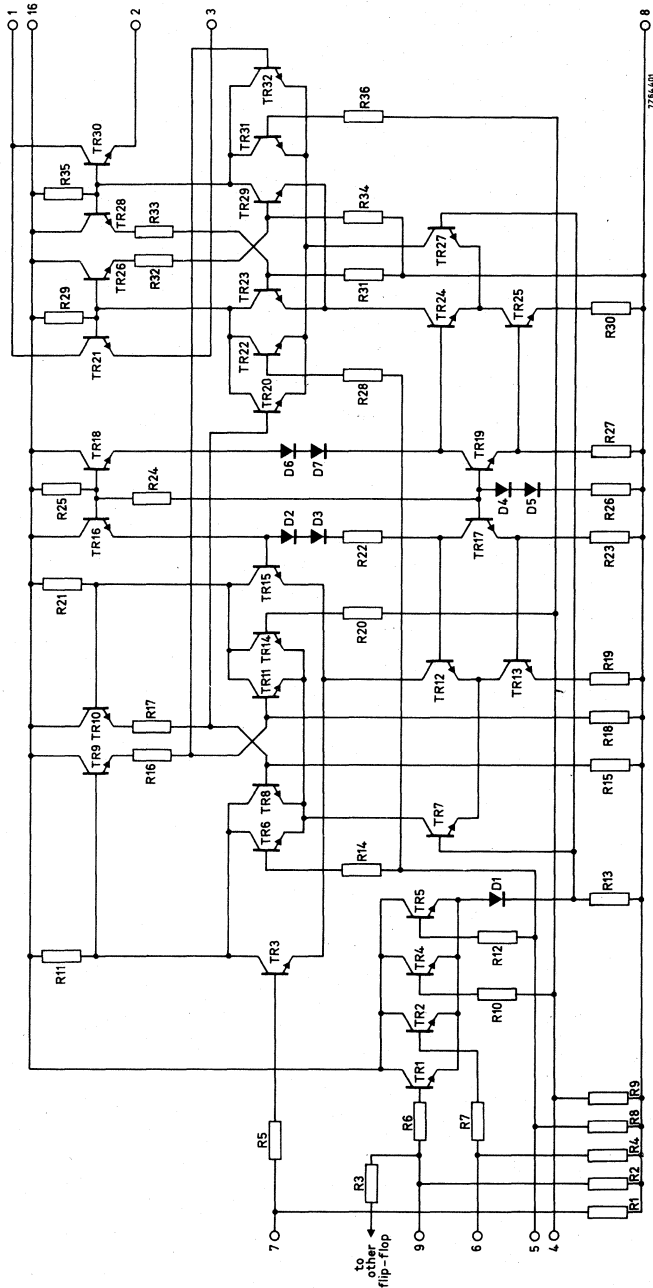 1
16
2
3
8
TR30
R35
TR28
R33
TR26
R32
R29
TR21
TR32
TR31
R36
TR29
R34
TR23
R31
TR22
R28
TR20
TR27
TR24
TR25
R30
TR18
R25
R24
TR16
D6
D7
D2
D3
R22
TR19
R27
D4
D5
R26
TR17
R23
R21
TR15
TR14
TR11
R20
TR12
TR13
R19
TR10
R17
TR9
R16
R18
TR8
TR6
R15
TR7
R14
R11
TR3
TR5
D1
R13
R12
TR4
R10
TR2
TR1
R6
R7
R5
R3
R9
R8
R4
R2
R1
7
9
6
5
4
to
other
flip-flop
7Z64401